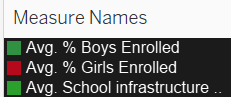 Measure Names
Avg. % Boys Enrolled
Avg. % Girls Enrolled
Avg. School infrastructure ..